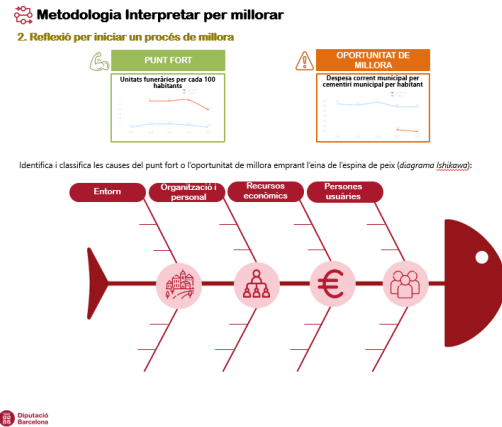 Metodologia Interpretar per millorar
2. Reflexió per iniciar un procés de millora
PUNT FORT
Unitats funeràries per cada 100
habitants
OPORTUNITAT DE
MILLORA
Despesa corrent municipal per
cementiri municipal per habitant
Identifica i classifica les causes del punt fort o l'oportunitat de millora emprant l'eina de l'espina de peix (diagrama Ishikawa):
Entorn
Organització i
personal
Recursos
econòmics
Persones
usuàries
€
Diputació
Barcelona